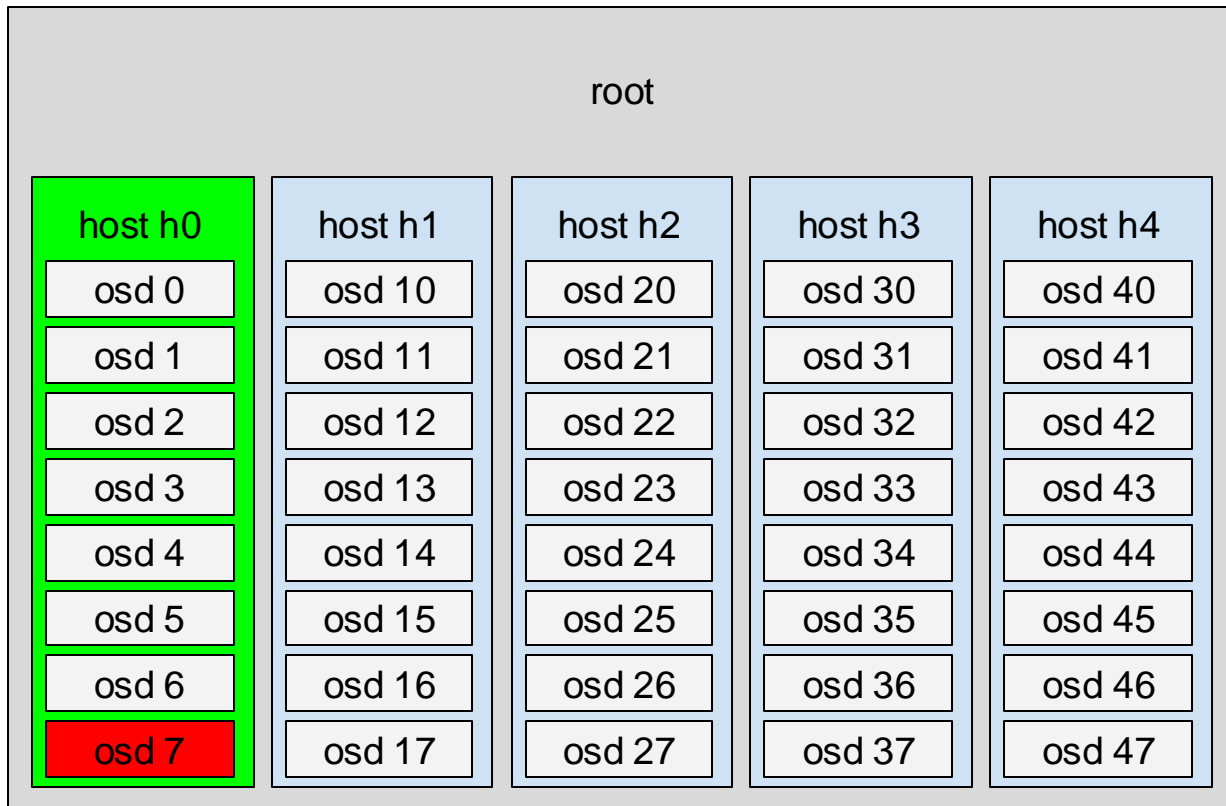 root
host h0
osd 0
osd 1
osd 2
osd 3
osd 4
osd 5
osd 6
osd 7
host h1
osd 10
osd 11
osd 12
osd 13
osd 14
osd 15
osd 16
osd 17
host h2
osd 20
osd 21
osd 22
osd 23
osd 24
osd 25
osd 26
osd 27
host h3
osd 30
osd 31
osd 32
osd 33
osd 34
osd 35
osd 36
osd 37
host h4
osd 40
osd 41
osd 42
osd 43
osd 44
osd 45
osd 46
osd 47